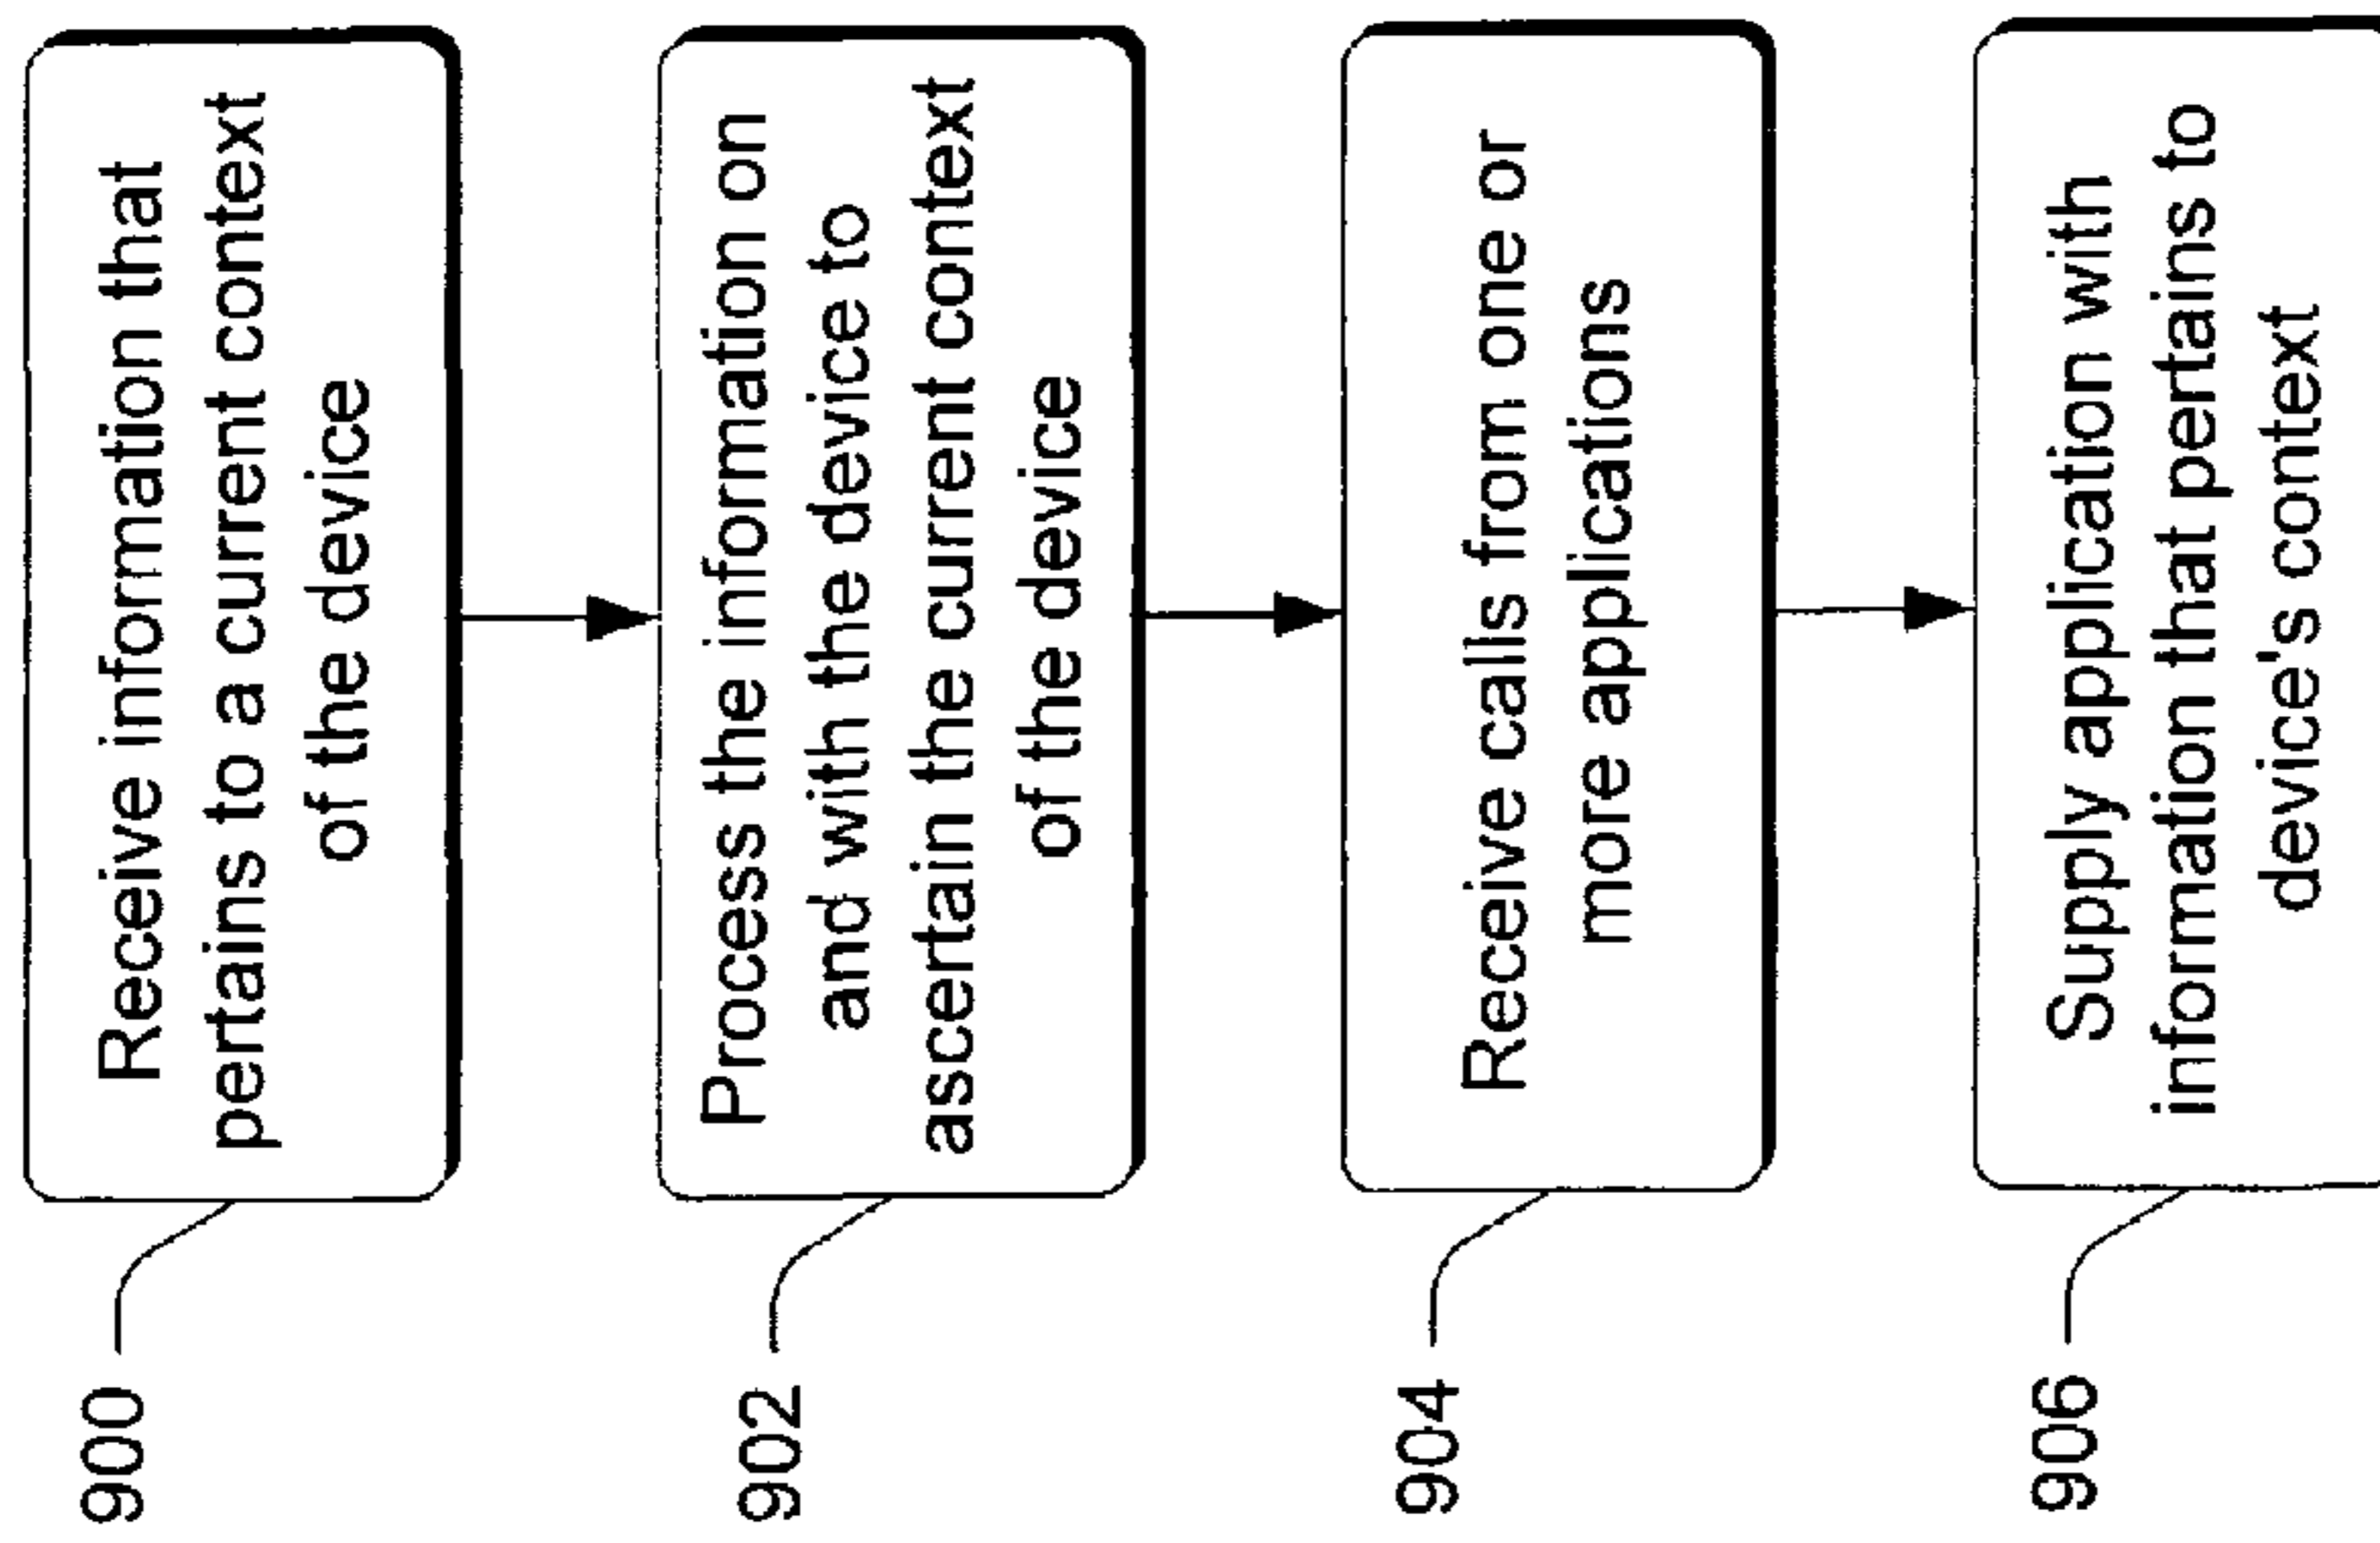 900
Receive information that
pertains to a current context
of the device
902
Process the information on
and with the device to
ascertain the current context
of the device
904
Receive calls from one or
more applications
906
Supply application with
information that pertains to
device's context